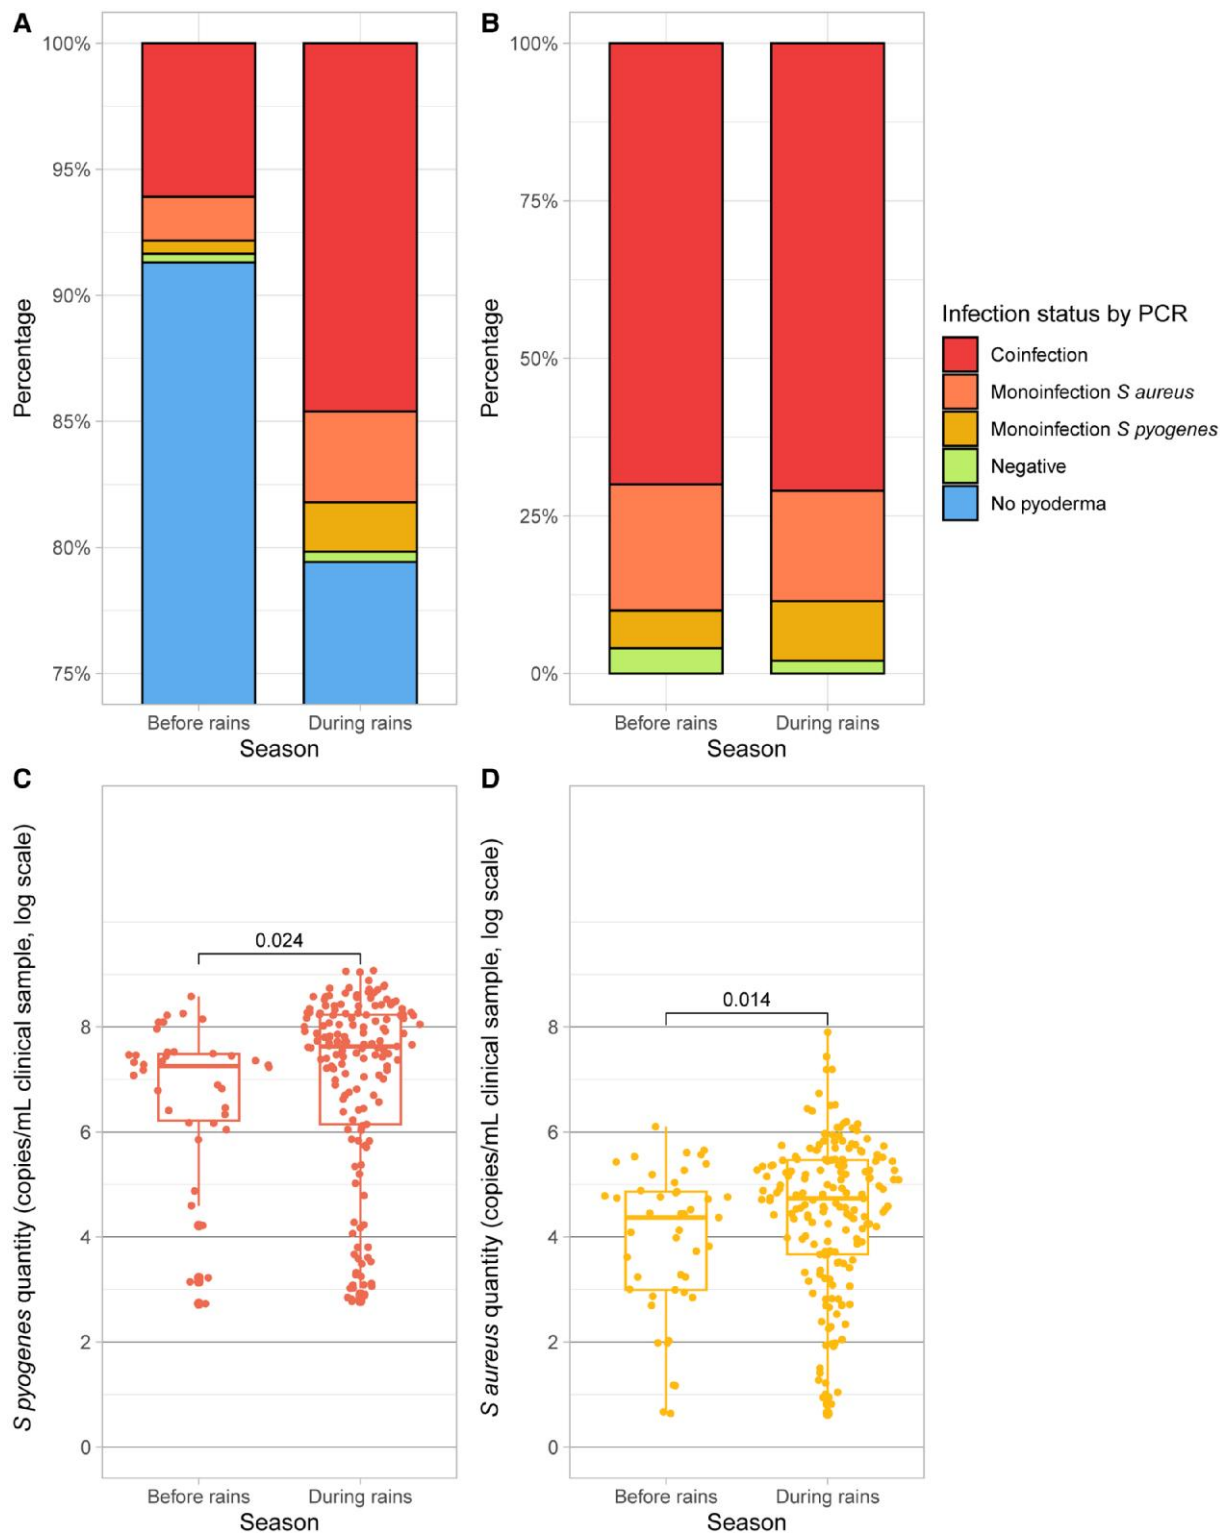 A
100%
95%
90%
85%
80%
75%
Percentage
Before rains
During rains
Season
B
100%
75%
50%
25%
0%
Percentage
Before rains
During rains
Season
Infection status by PCR
Coinfection
Monoinfection S aureus
Monoinfection S pyogenes
Negative
No pyoderma
C
S pyogenes quantity (copies/mL clinical sample, log scale)
0.024
8
6
4
2
0
Before rains
During rains
Season
D
S aureus quantity (copies/mL clinical sample, log scale)
0.014
8
6
4
2
0
Before rains
During rains
Season